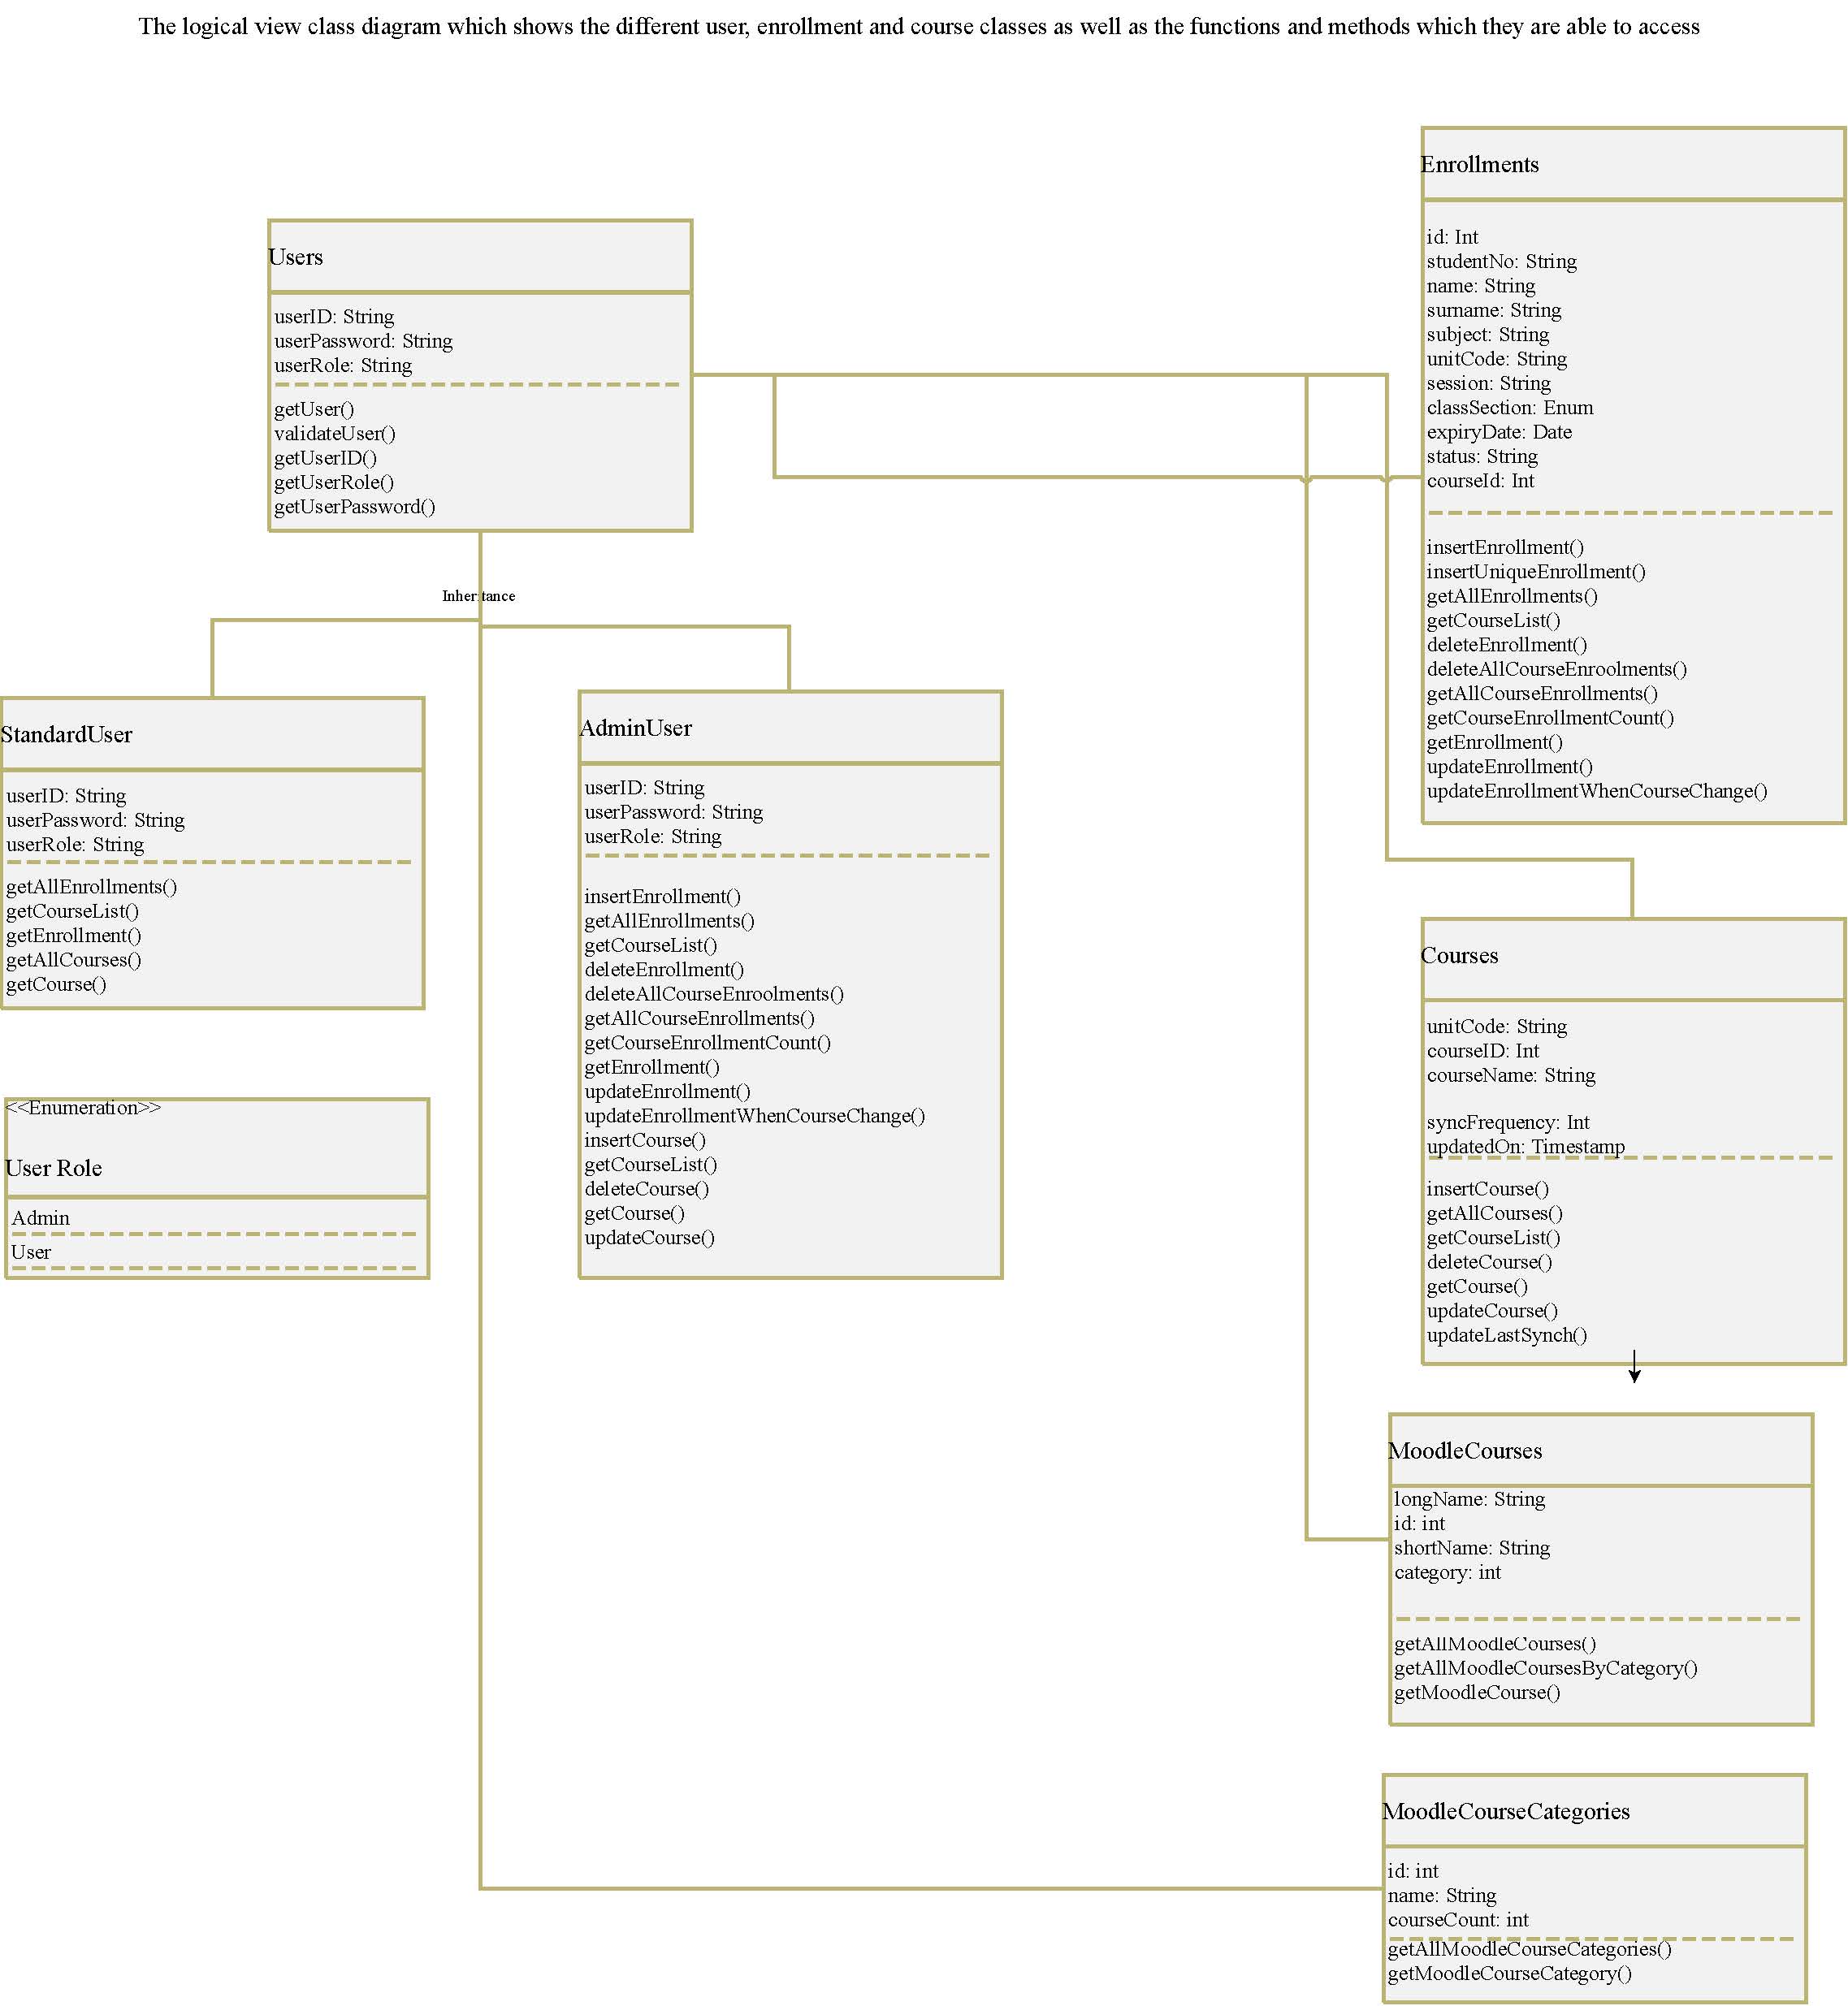 The logical view class diagram which shows the different user, enrollment and course classes as well as the functions and methods which they are able to access
Users
userID: String
userPassword: String
userRole: String
getUser()
validateUser()
getUserID()
getUserRole()
getUserPassword()
Inheritance
StandardUser
userID: String
userPassword: String
userRole: String
getAllEnrollments()
getCourseList()
getEnrollment()
getAllCourses()
getCourse()
<<Enumeration>>
User Role
Admin
User
AdminUser
userID: String
userPassword: String
userRole: String
insertEnrollment()
getAllEnrollments()
getCourseList()
deleteEnrollment()
deleteAllCourseEnroolments()
getAllCourseEnrollments()
getCourseEnrollmentCount()
getEnrollment()
updateEnrollment()
updateEnrollmentWhenCourseChange()
insertCourse()
getCourseList()
deleteCourse()
getCourse()
updateCourse()
Enrollments
id: Int
studentNo: String
name: String
surname: String
subject: String
unitCode: String
session: String
classSection: Enum
expiryDate: Date
status: String
courseId: Int
insertEnrollment()
insertUniqueEnrollment()
getAllEnrollments()
getCourseList()
deleteEnrollment()
deleteAllCourseEnroolments()
getAllCourseEnrollments()
getCourseEnrollmentCount()
getEnrollment()
updateEnrollment()
updateEnrollmentWhenCourseChange()
Courses
unitCode: String
courseID: Int
courseName: String
syncFrequency: Int
updatedOn: Timestamp
insertCourse()
getAllCourses()
getCourseList()
deleteCourse()
getCourse()
updateCourse()
updateLastSynch()
MoodleCourses
longName: String
id: int
shortName: String
category: int
getAllMoodleCourses()
getAllMoodleCoursesByCategory()
getMoodleCourse()
MoodleCourseCategories
id: int
name: String
courseCount: int
getAllMoodleCourseCategories()
getMoodleCourseCategory()